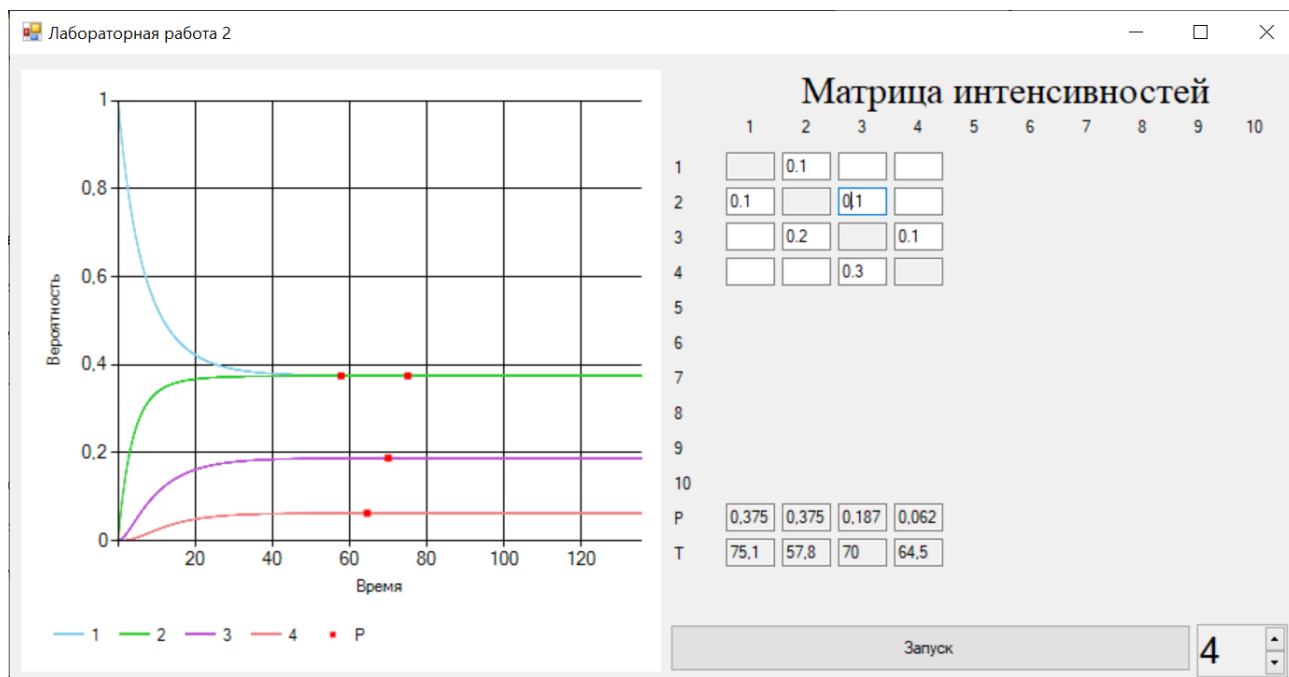 Лабораторная работа 2
Матрица интенсивностей
1 2 3 4 5 6 7 8 9 10
1 0.1
2 0.1 0.1
3 0.2 0.1
4 0.3
5
6
7
8
9
10
P 0,375 0,375 0,187 0,062
T 75,1 57,8 70 64,5
Запуск 4
1
0,8
0,6
0,4
0,2
0
Вероятность
20 40 60 80 100 120
Время
1 2 3 4 P